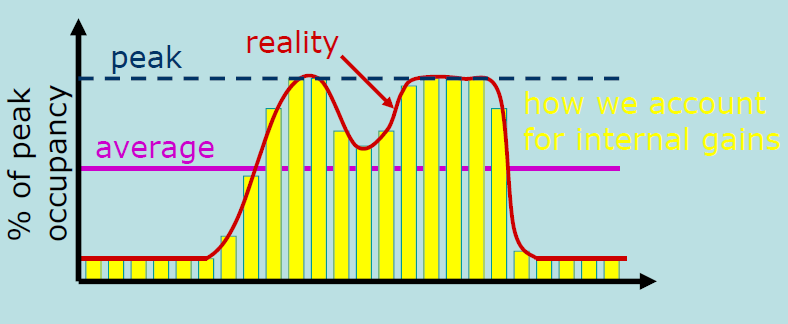 reality
peak
how we account
for internal gains
average
% of peak
occupancy